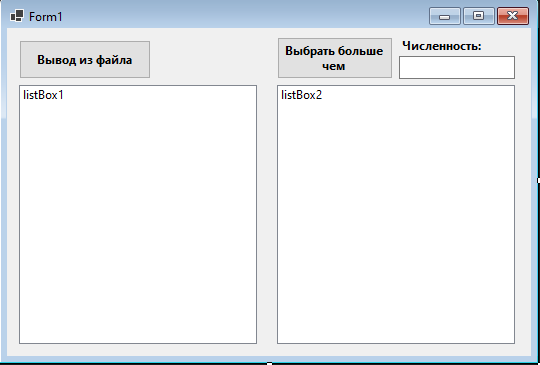 Form1
Вывод из файла
Выбрать больше
чем
Численность:
listBox1
listBox2